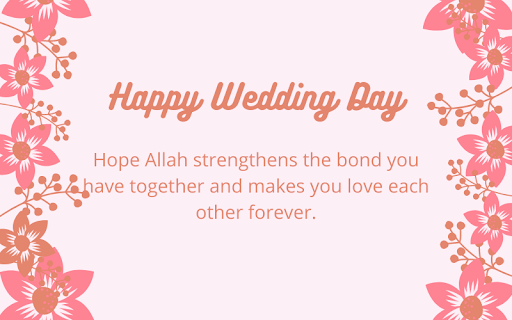 Happy Wedding Day
Hope Allah strengthens the bond you
have together and makes you love each
other forever.